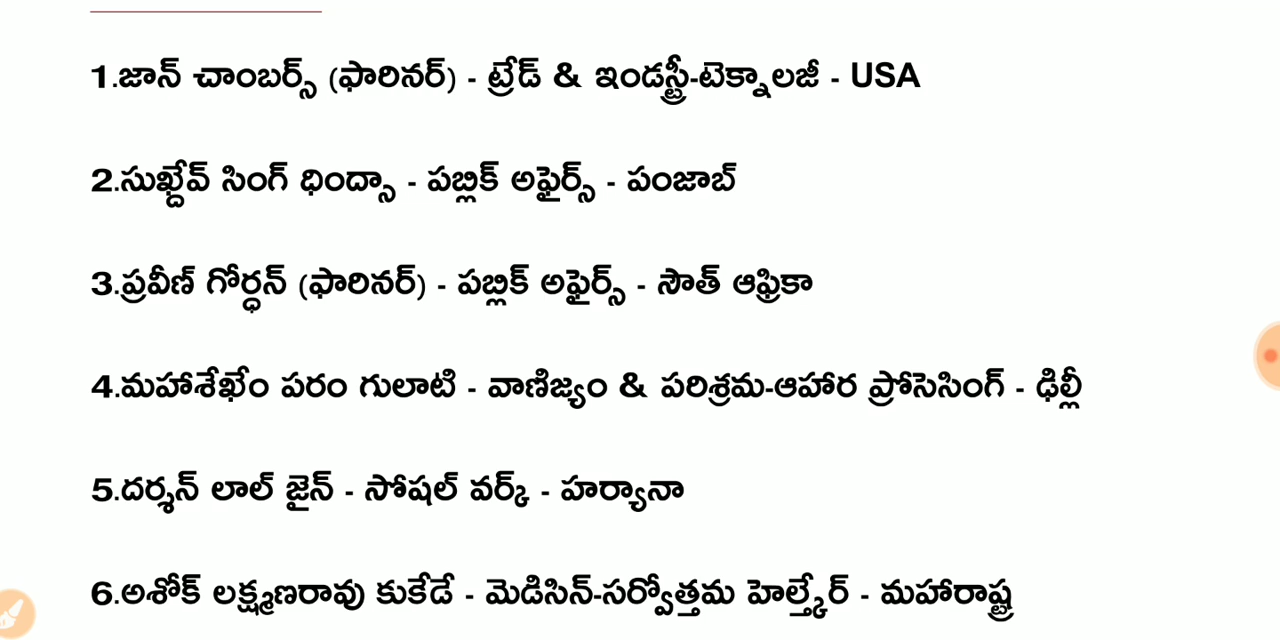 1.జాన్ చాంబర్స్ (ఫారినర్) - ట్రేడ్ & ఇండస్ట్రీ-టెక్నాలజీ - USA
2.సుఖ్దేవ్ సింగ్ ధింద్సా - పబ్లిక్ అఫైర్స్ - పంజాబ్
3.ప్రవీణ్ గోర్ధన్ (ఫారినర్) - పబ్లిక్ అఫైర్స్ - సౌత్ ఆఫ్రికా
4.మహాశేఖేం పరం గులాటి - వాణిజ్యం & పరిశ్రమ-ఆహార ప్రోసెసింగ్ - ఢిల్లీ
5.దర్శన్ లాల్ జైన్ - సోషల్ వర్క్ - హర్యానా
6.అశోక్ లక్ష్మణరావు కుకేడే - మెడిసిన్-సర్వోత్తమ హెల్త్కేర్ - మహారాష్ట్ర